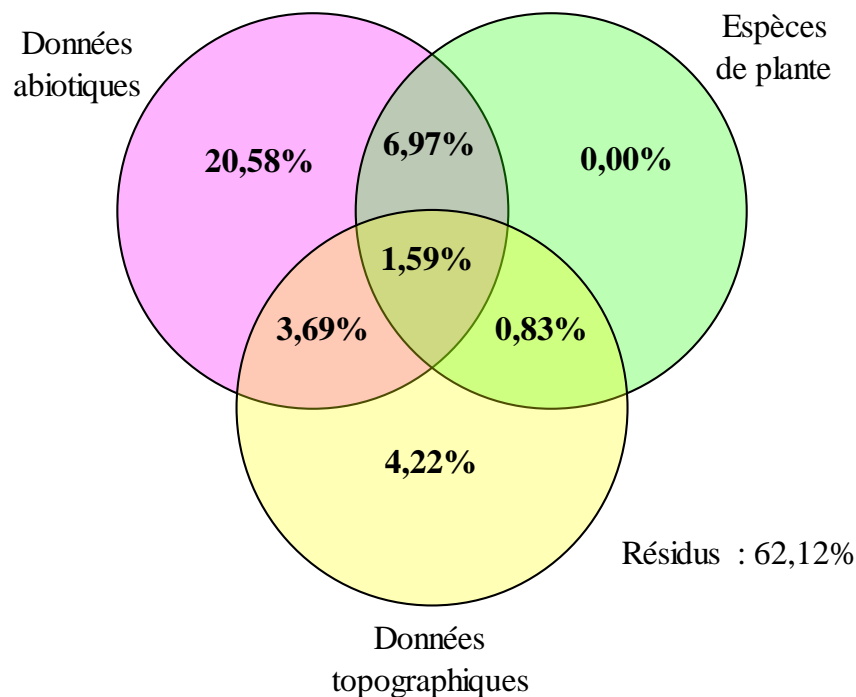 Données
abiotiques
Espèces
de plante
20,58%
6,97%
0,00%
1,59%
3,69%
0,83%
4,22%
Résidus : 62,12%
Données
topographiques